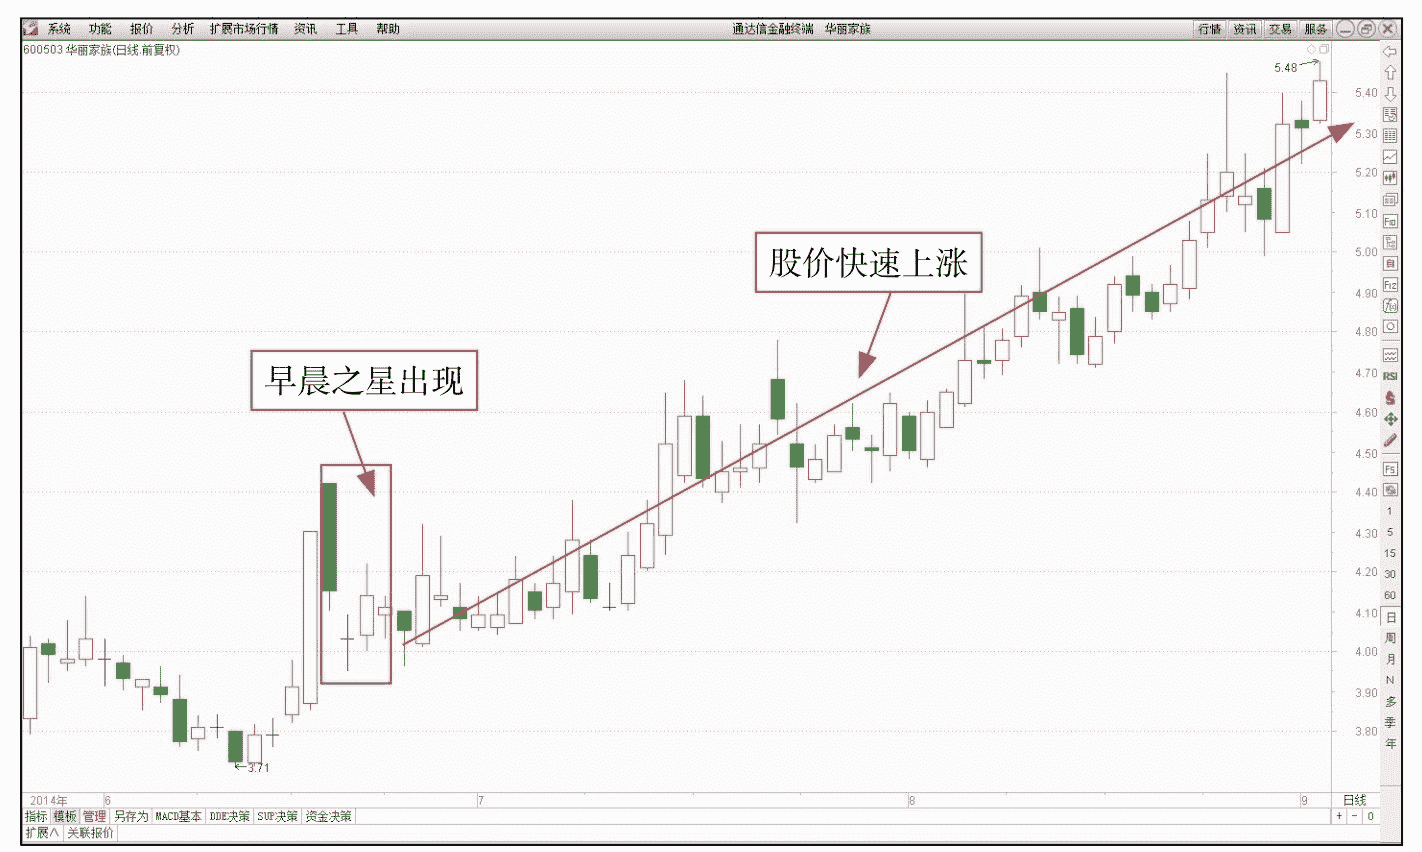 系统 功能 报价 分析 扩展市场行情 资讯 工具 帮助 通达信金融终端 华丽家族 行情 资讯 交易 服务
600503 华丽家族(日线.前复权)
5.48
5.40
5.30
5.20
5.10
5.00
4.90
4.80
4.70
4.60
4.50
4.40
4.30
4.20
4.10
4.00
3.90
3.80
股价快速上涨
早晨之星出现
3.71
F10
自
F12
RSI
F5
1
5
15
30
60
日
周
月
N
多
季
年
2014年 6 7 8 9 日线
指标 模板 管理 另存为 MACD基本 DDE决策 SUP决策 资金决策 + - 0
扩展∧ 关联报价